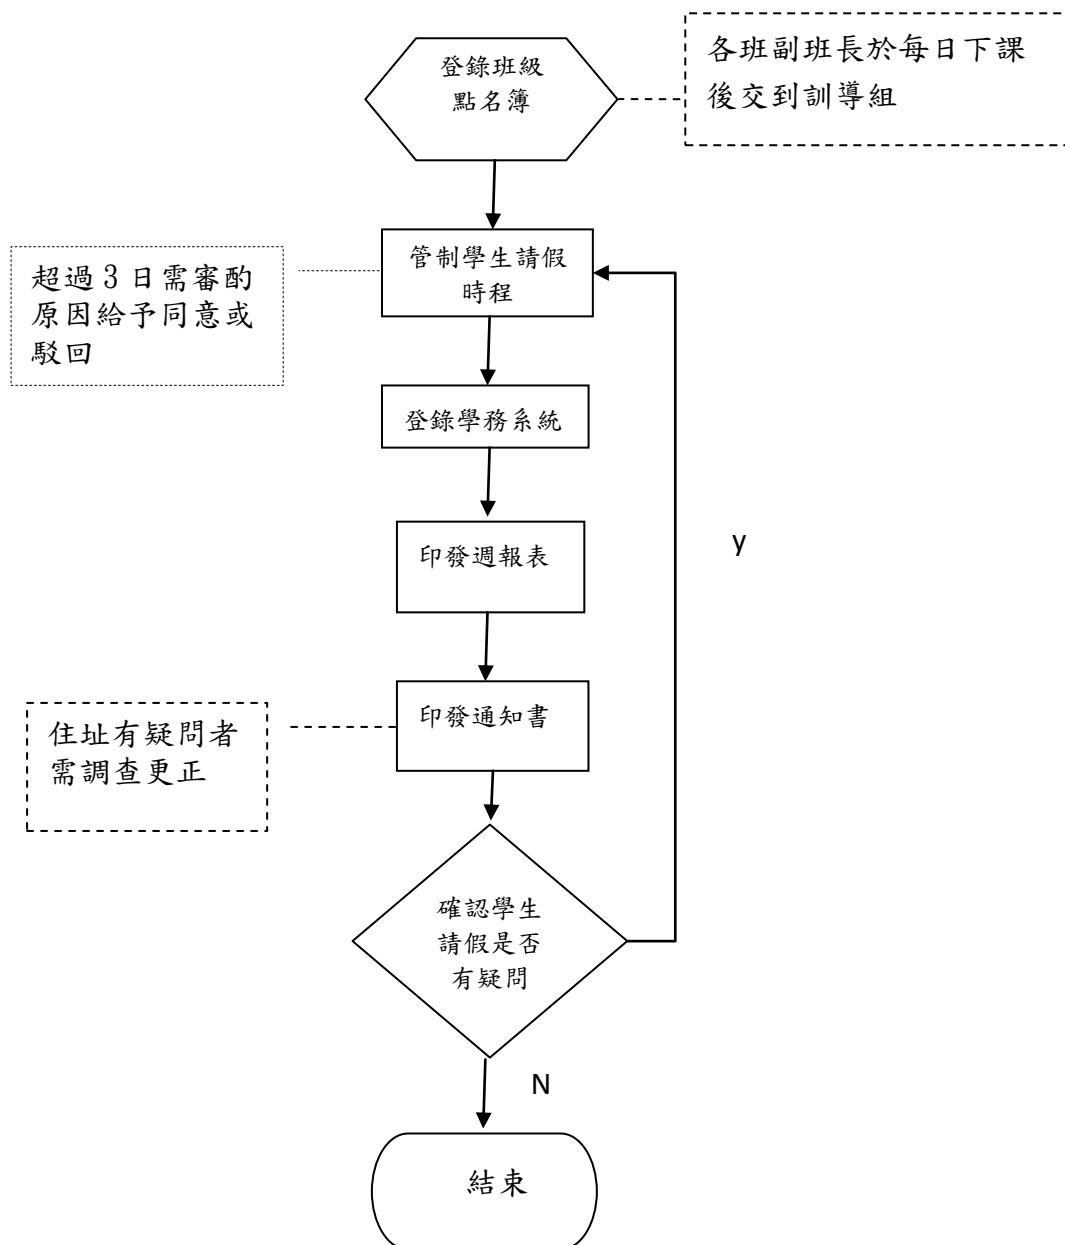 登錄班級
點名簿
各班副班長於每日下課
後交到訓導組
管制學生請假
時程
超過3日需審酌
原因給予同意或
駁回
登錄學務系統
印發週報表
y
印發通知書
住址有疑問者
需調查更正
確認學生
請假是否
有疑問
N
結束